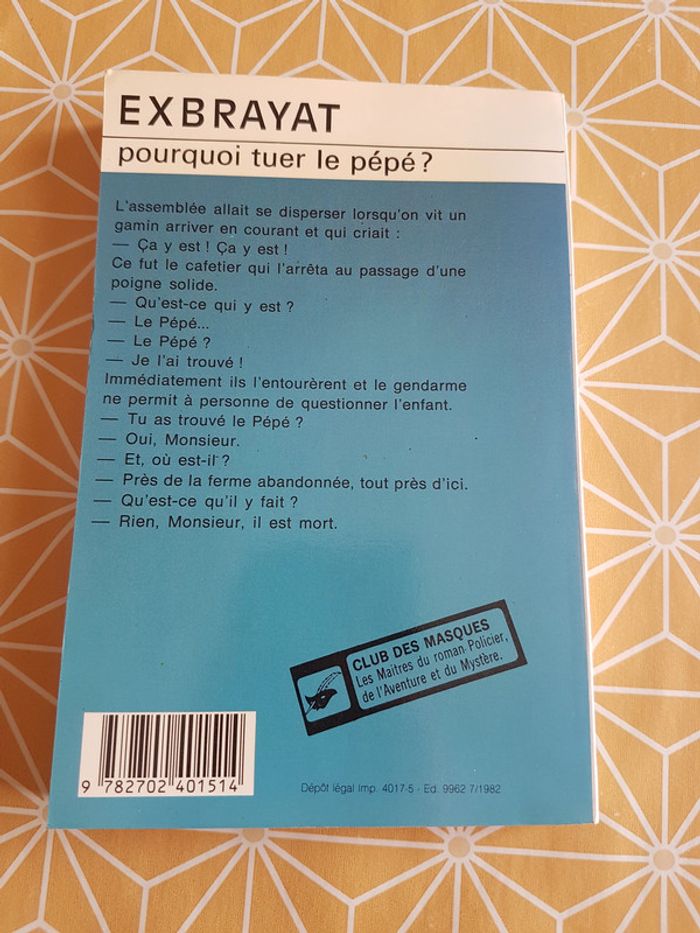 EXBRAYAT
pourquoi tuer le pépé ?
L'assemblée allait se disperser lorsqu'on vit un
gamin arriver en courant et qui criait :
— Ça y est ! Ça y est !
Ce fut le cafetier qui l'arrêta au passage d'une
poigne solide.
— Qu'est-ce qui y est ?
— Le Pépé...
— Le Pépé ?
— Je l'ai trouvé !
Immédiatement ils l'entourèrent et le gendarme
ne permit à personne de questionner l'enfant.
— Tu as trouvé le Pépé ?
— Oui, Monsieur.
— Et, où est-il ?
— Près de la ferme abandonnée, tout près d'ici.
— Qu'est-ce qu'il y fait ?
— Rien, Monsieur, il est mort.
CLUB DES MASQUES
Les Maîtres du roman Policier,
de l'Aventure et du Mystère.
9 782702 401514
Dépôt légal Imp. 4017-5 - Ed. 9962 7/1982